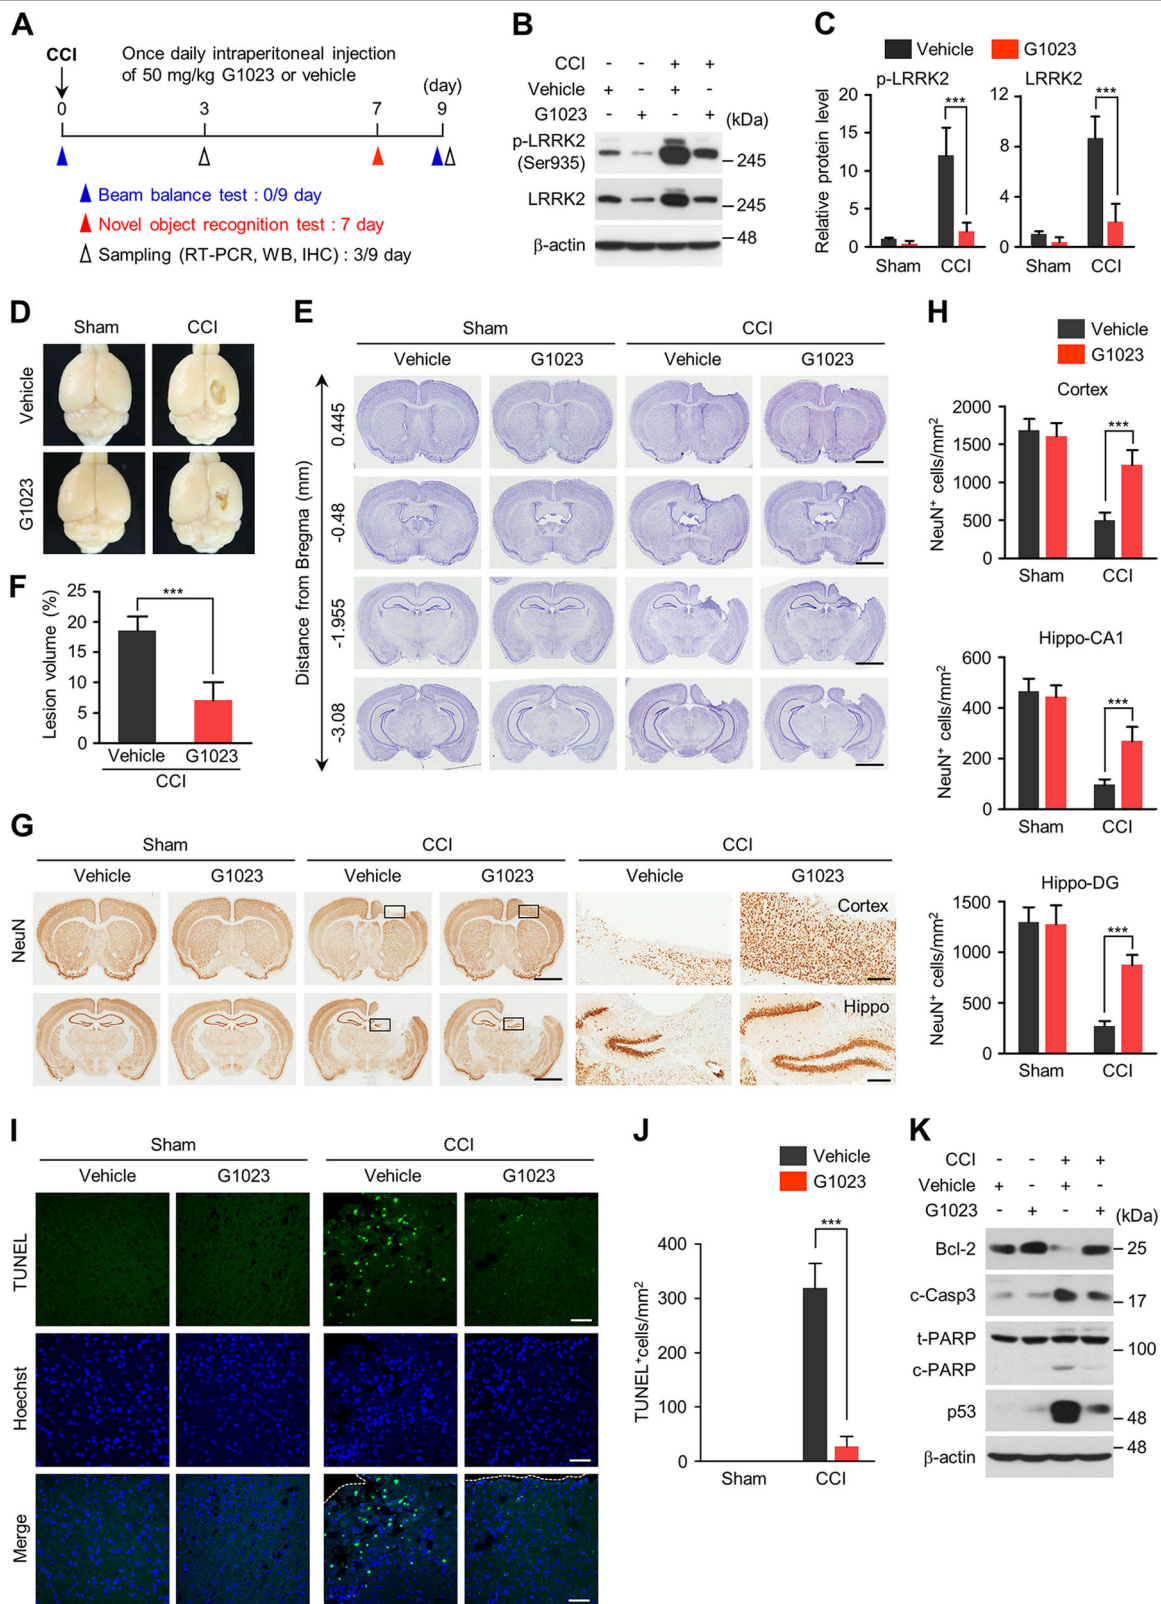 A
CCI
Once daily intraperitoneal injection
of 50 mg/kg G1023 or vehicle
(day)
0 3 7 9
Beam balance test : 0/9 day
Novel object recognition test : 7 day
Sampling (RT-PCR, WB, IHC) : 3/9 day
B
CCI - - + +
Vehicle + - + -
G1023 - + - +
(kDa)
p-LRRK2
(Ser935)
245
LRRK2
245
48
β-actin
C
Vehicle G1023
p-LRRK2 LRRK2
Relative protein level
20
15
10
5
0
***
Sham CCI
12
8
4
0
***
Sham CCI
D
Sham CCI
Vehicle
G1023
E
Sham CCI
Vehicle G1023 Vehicle G1023
Distance from Bregma (mm)
0.445
-0.48
-1.955
-3.08
F
Lesion volume (%)
25
20
15
10
5
0
***
Vehicle G1023
CCI
G
Sham CCI CCI
Vehicle G1023 Vehicle G1023 Vehicle G1023
NeuN
Cortex
Hippo
H
Vehicle
G1023
Cortex
NeuN⁺ cells/mm²
2000
1500
1000
500
0
***
Sham CCI
Hippo-CA1
NeuN⁺ cells/mm²
600
400
200
0
***
Sham CCI
Hippo-DG
NeuN⁺ cells/mm²
1500
1000
500
0
***
Sham CCI
I
Sham CCI
Vehicle G1023 Vehicle G1023
TUNEL
Hoechst
Merge
J
Vehicle
G1023
TUNEL⁺cells/mm²
400
300
200
100
0
***
Sham CCI
K
CCI - - + +
Vehicle + - + -
G1023 - + - +
(kDa)
Bcl-2 25
c-Casp3
17
t-PARP
100
c-PARP
p53
48
48
β-actin